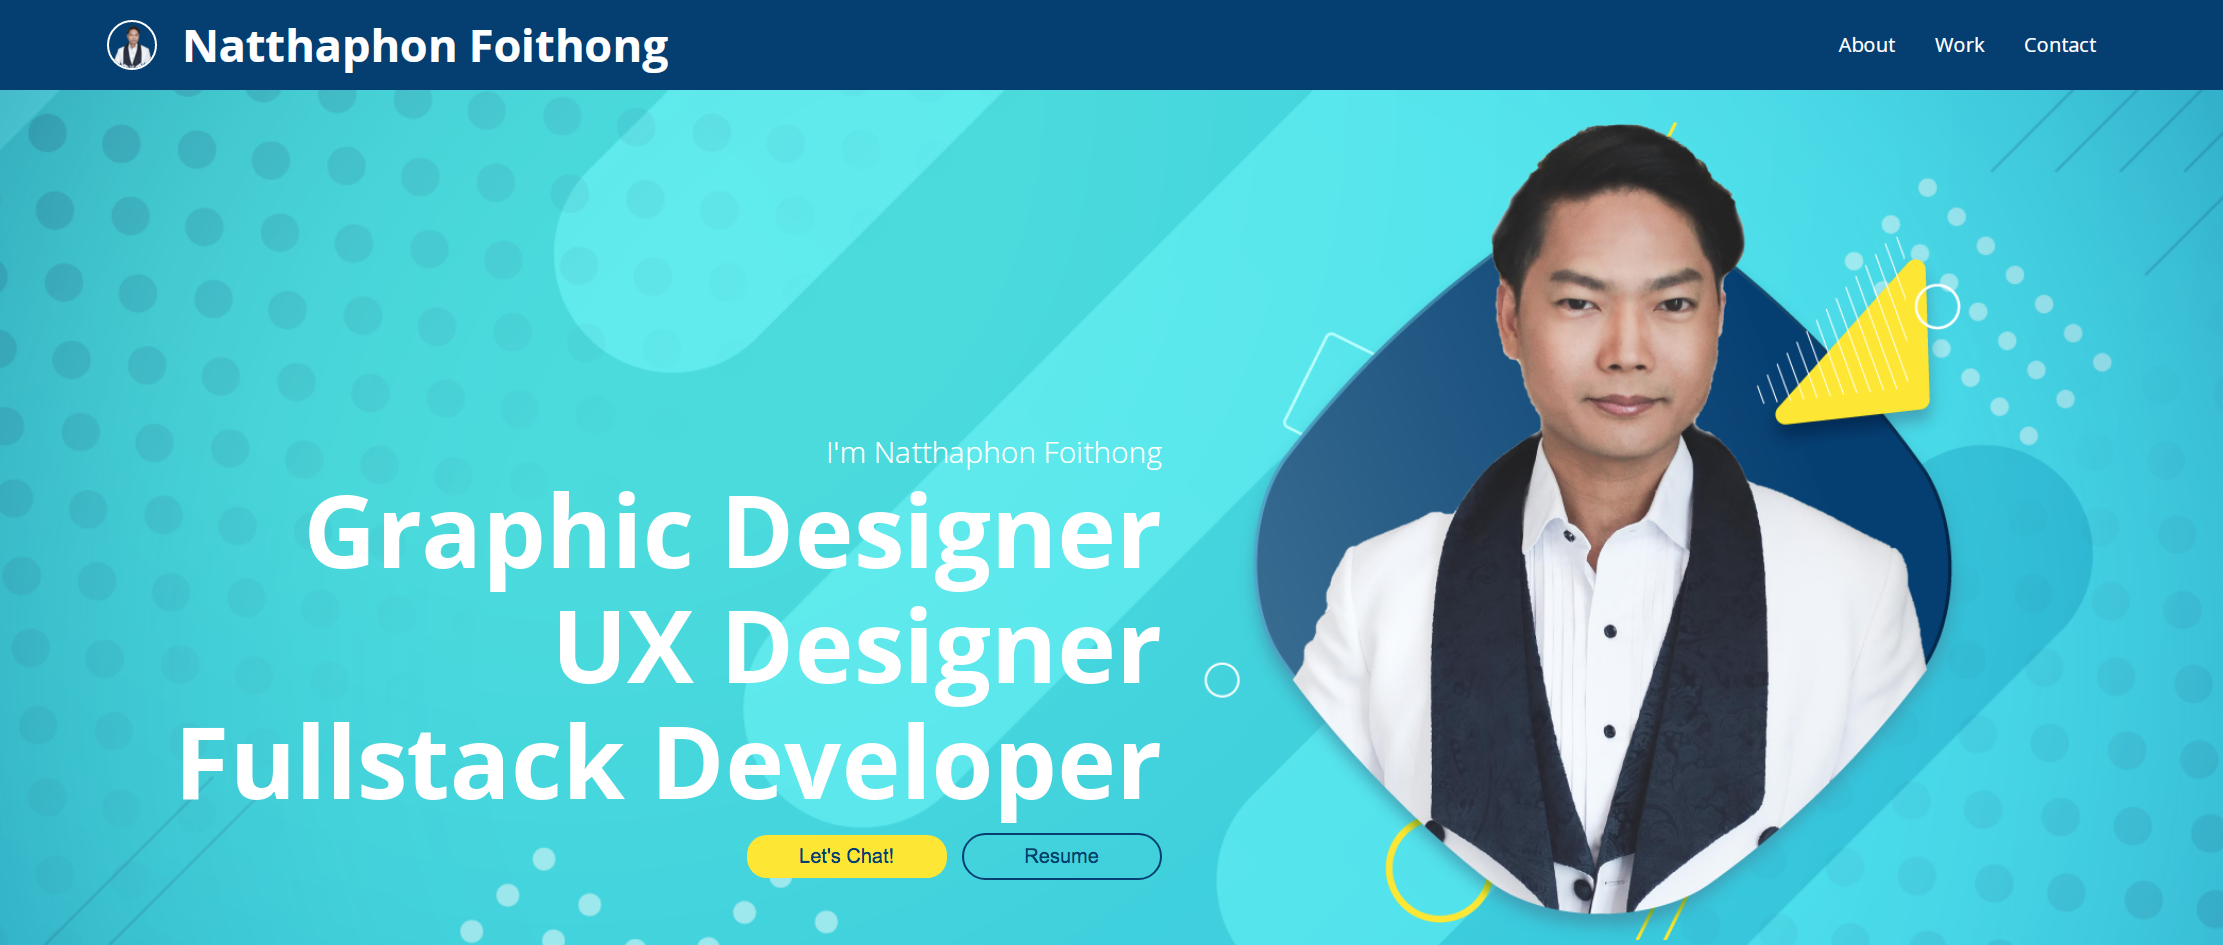 Natthaphon Foithong
About
Work
Contact
I'm Natthaphon Foithong
Graphic Designer
UX Designer
Fullstack Developer
Let's Chat!
Resume